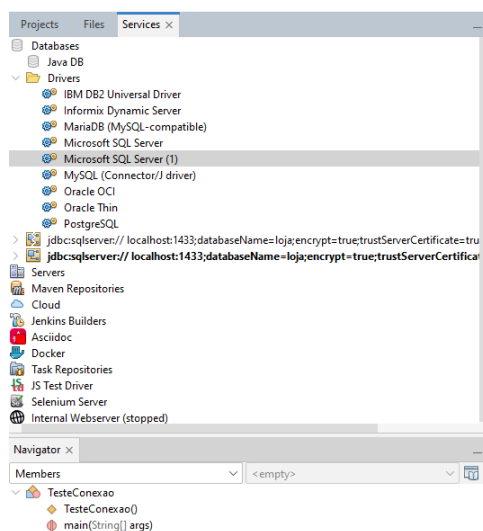 Projects Files Services ×
Databases
Java DB
Drivers
IBM DB2 Universal Driver
Informix Dynamic Server
MariaDB (MySQL-compatible)
Microsoft SQL Server
Microsoft SQL Server (1)
MySQL (Connector/J driver)
Oracle OCI
Oracle Thin
PostgreSQL
jdbc:sqlserver:// localhost:1433;databaseName=loja;encrypt=true;trustServerCertificate=tru
jdbc:sqlserver:// localhost:1433;databaseName=loja;encrypt=true;trustServerCertificat
Servers
Maven Repositories
Cloud
Jenkins Builders
Asciidoc
Docker
Task Repositories
JS Test Driver
Selenium Server
Internal Webserver (stopped)
Navigator ×
Members <empty>
TesteConexao
TesteConexao()
main(String[] args)